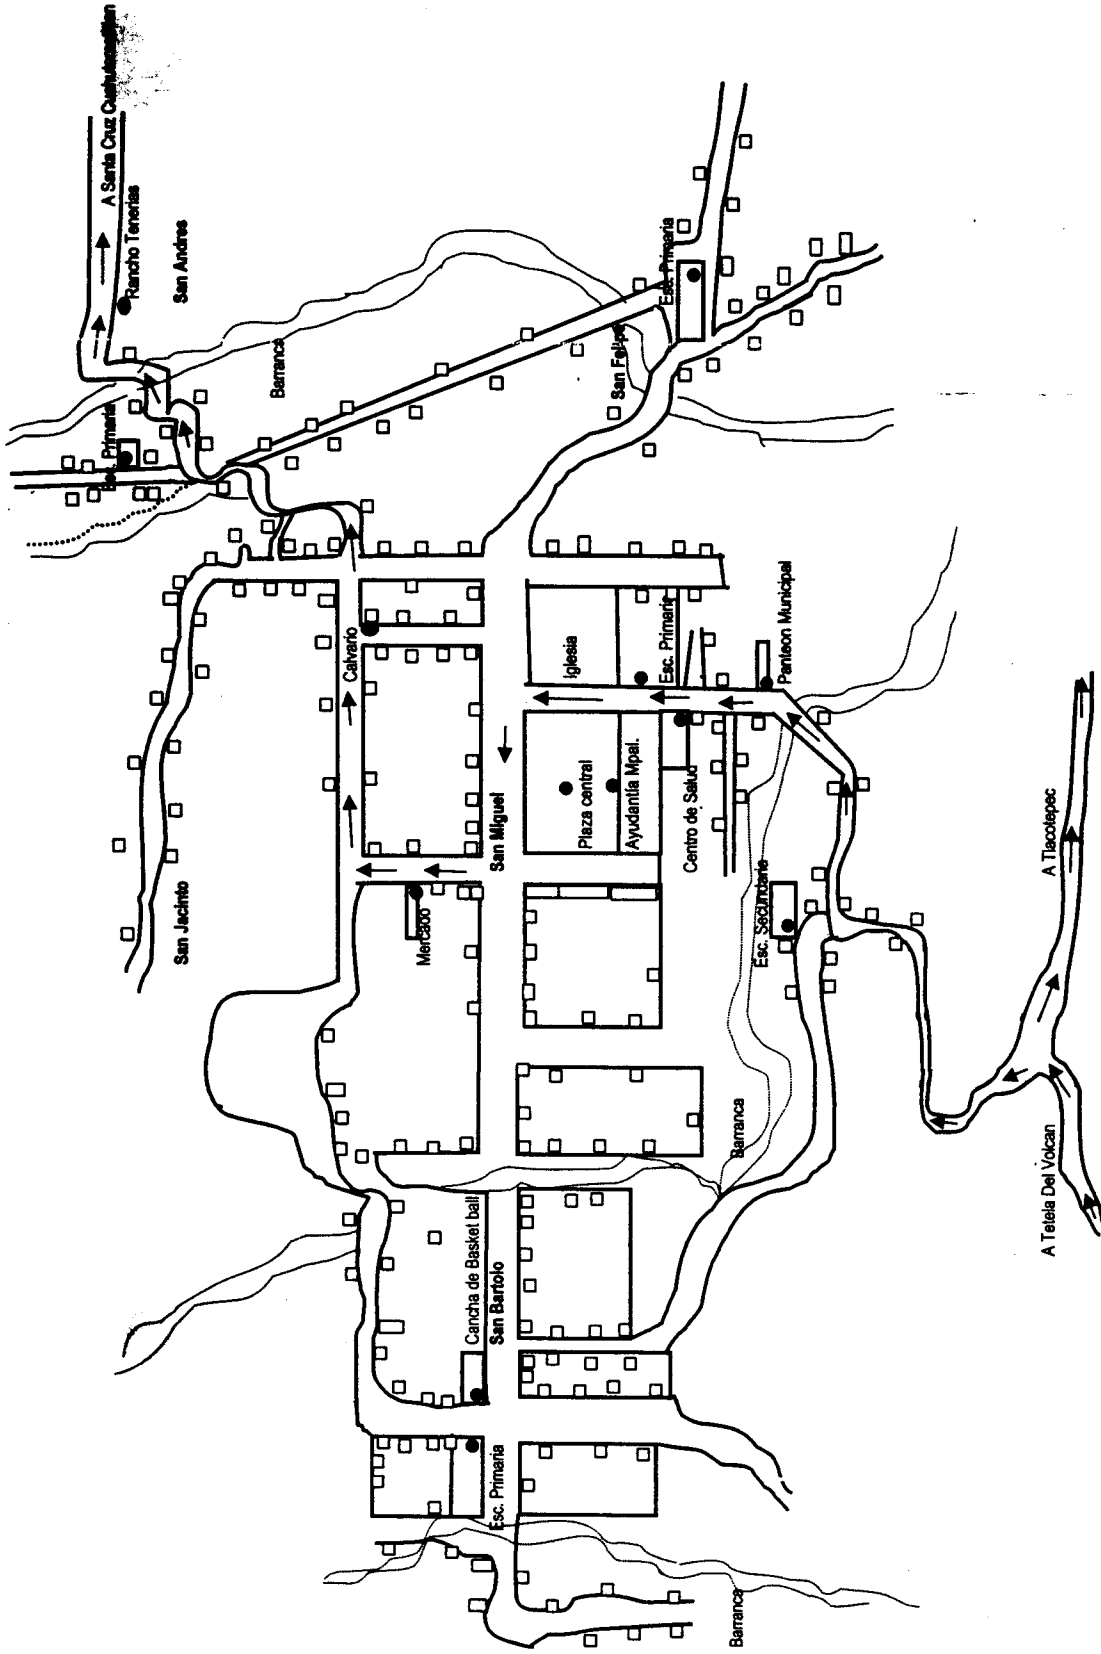 Esc. Primaria
A Santa Cruz
Rancho Tenerias
San Jacinto
San Andres
Barranca
Calvario
Mercado
Cancha de Basket ball
Esc. Primaria
San Bartolo
San Miguel
Iglesia
Plaza central
San Felipe
Ayudantía Mpal.
Esc. Primaria
Esc. Primaria
Centro de Salud
Barranca
Barranca
Esc. Secundaria
Panteon Municipal
A Tetela Del Volcan
A Tlacotepec